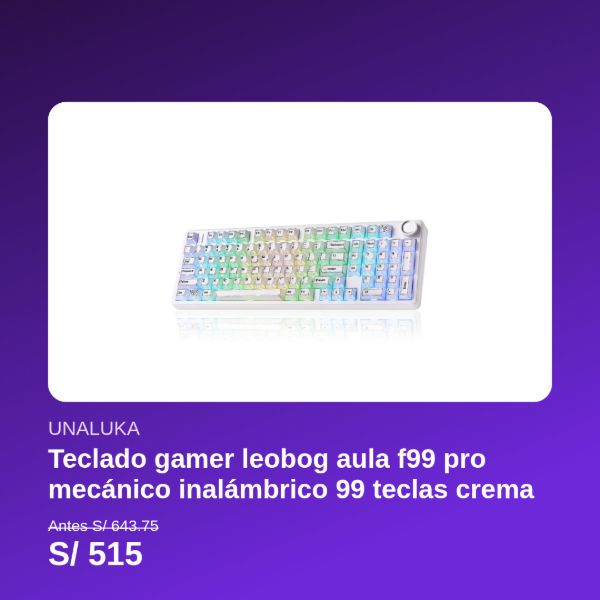 UNALUKA
Teclado gamer leobog aula f99 pro
mecánico inalámbrico 99 teclas crema
Antes S/ 643.75
S/ 515